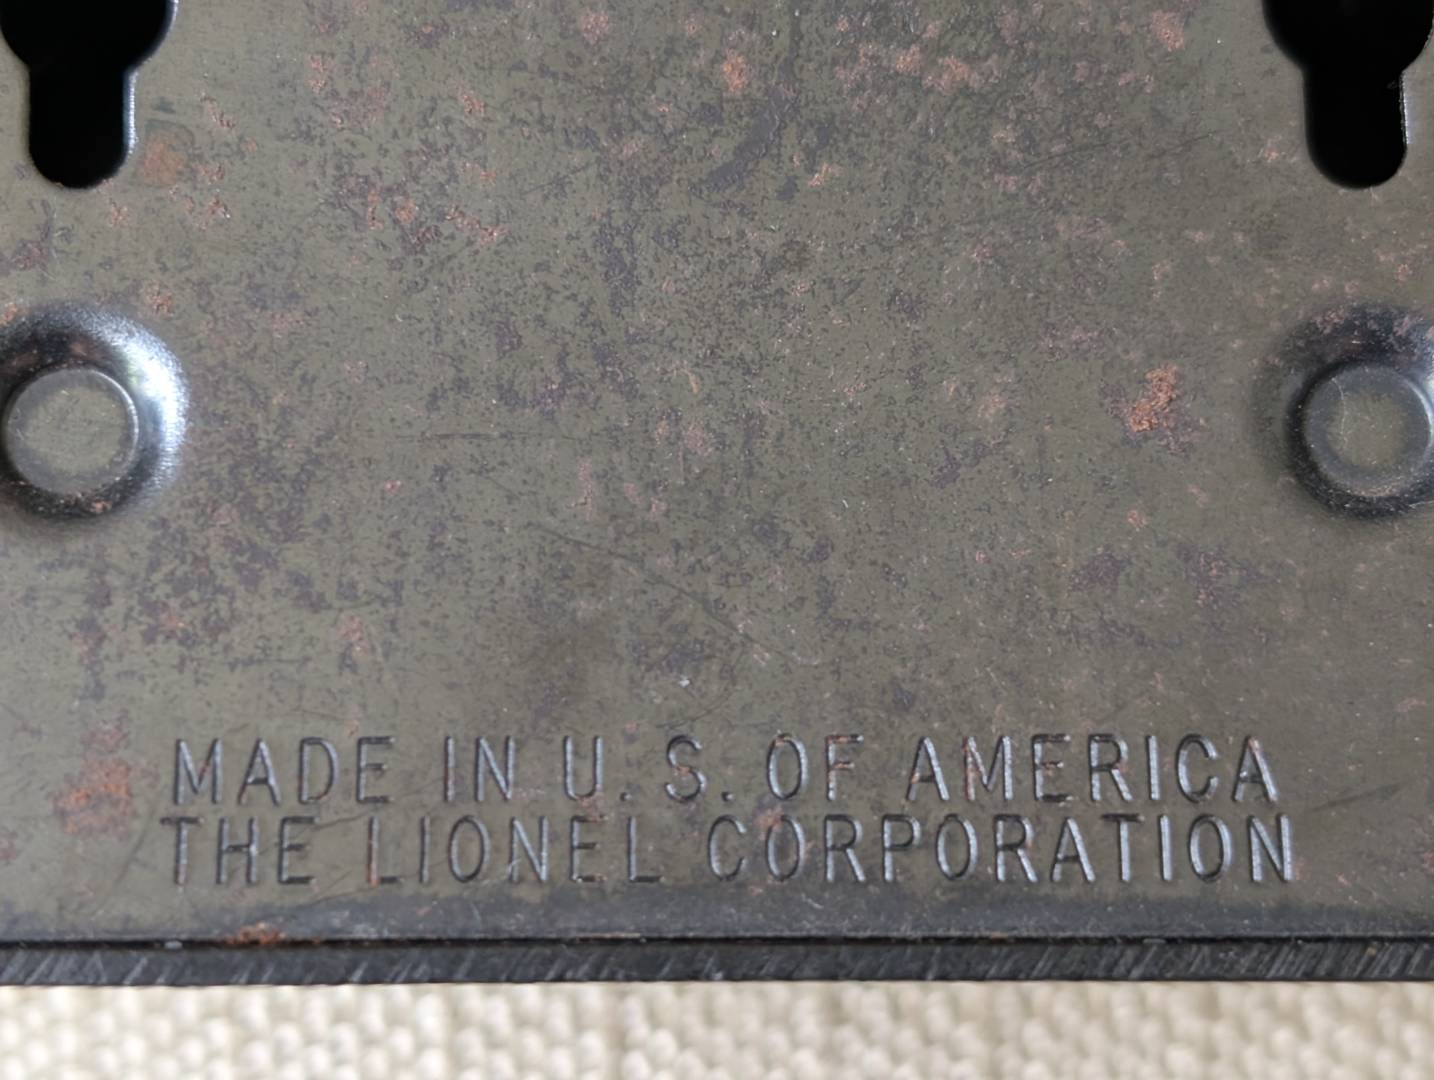 MADE IN U.S. OF AMERICA
THE LIONEL CORPORATION